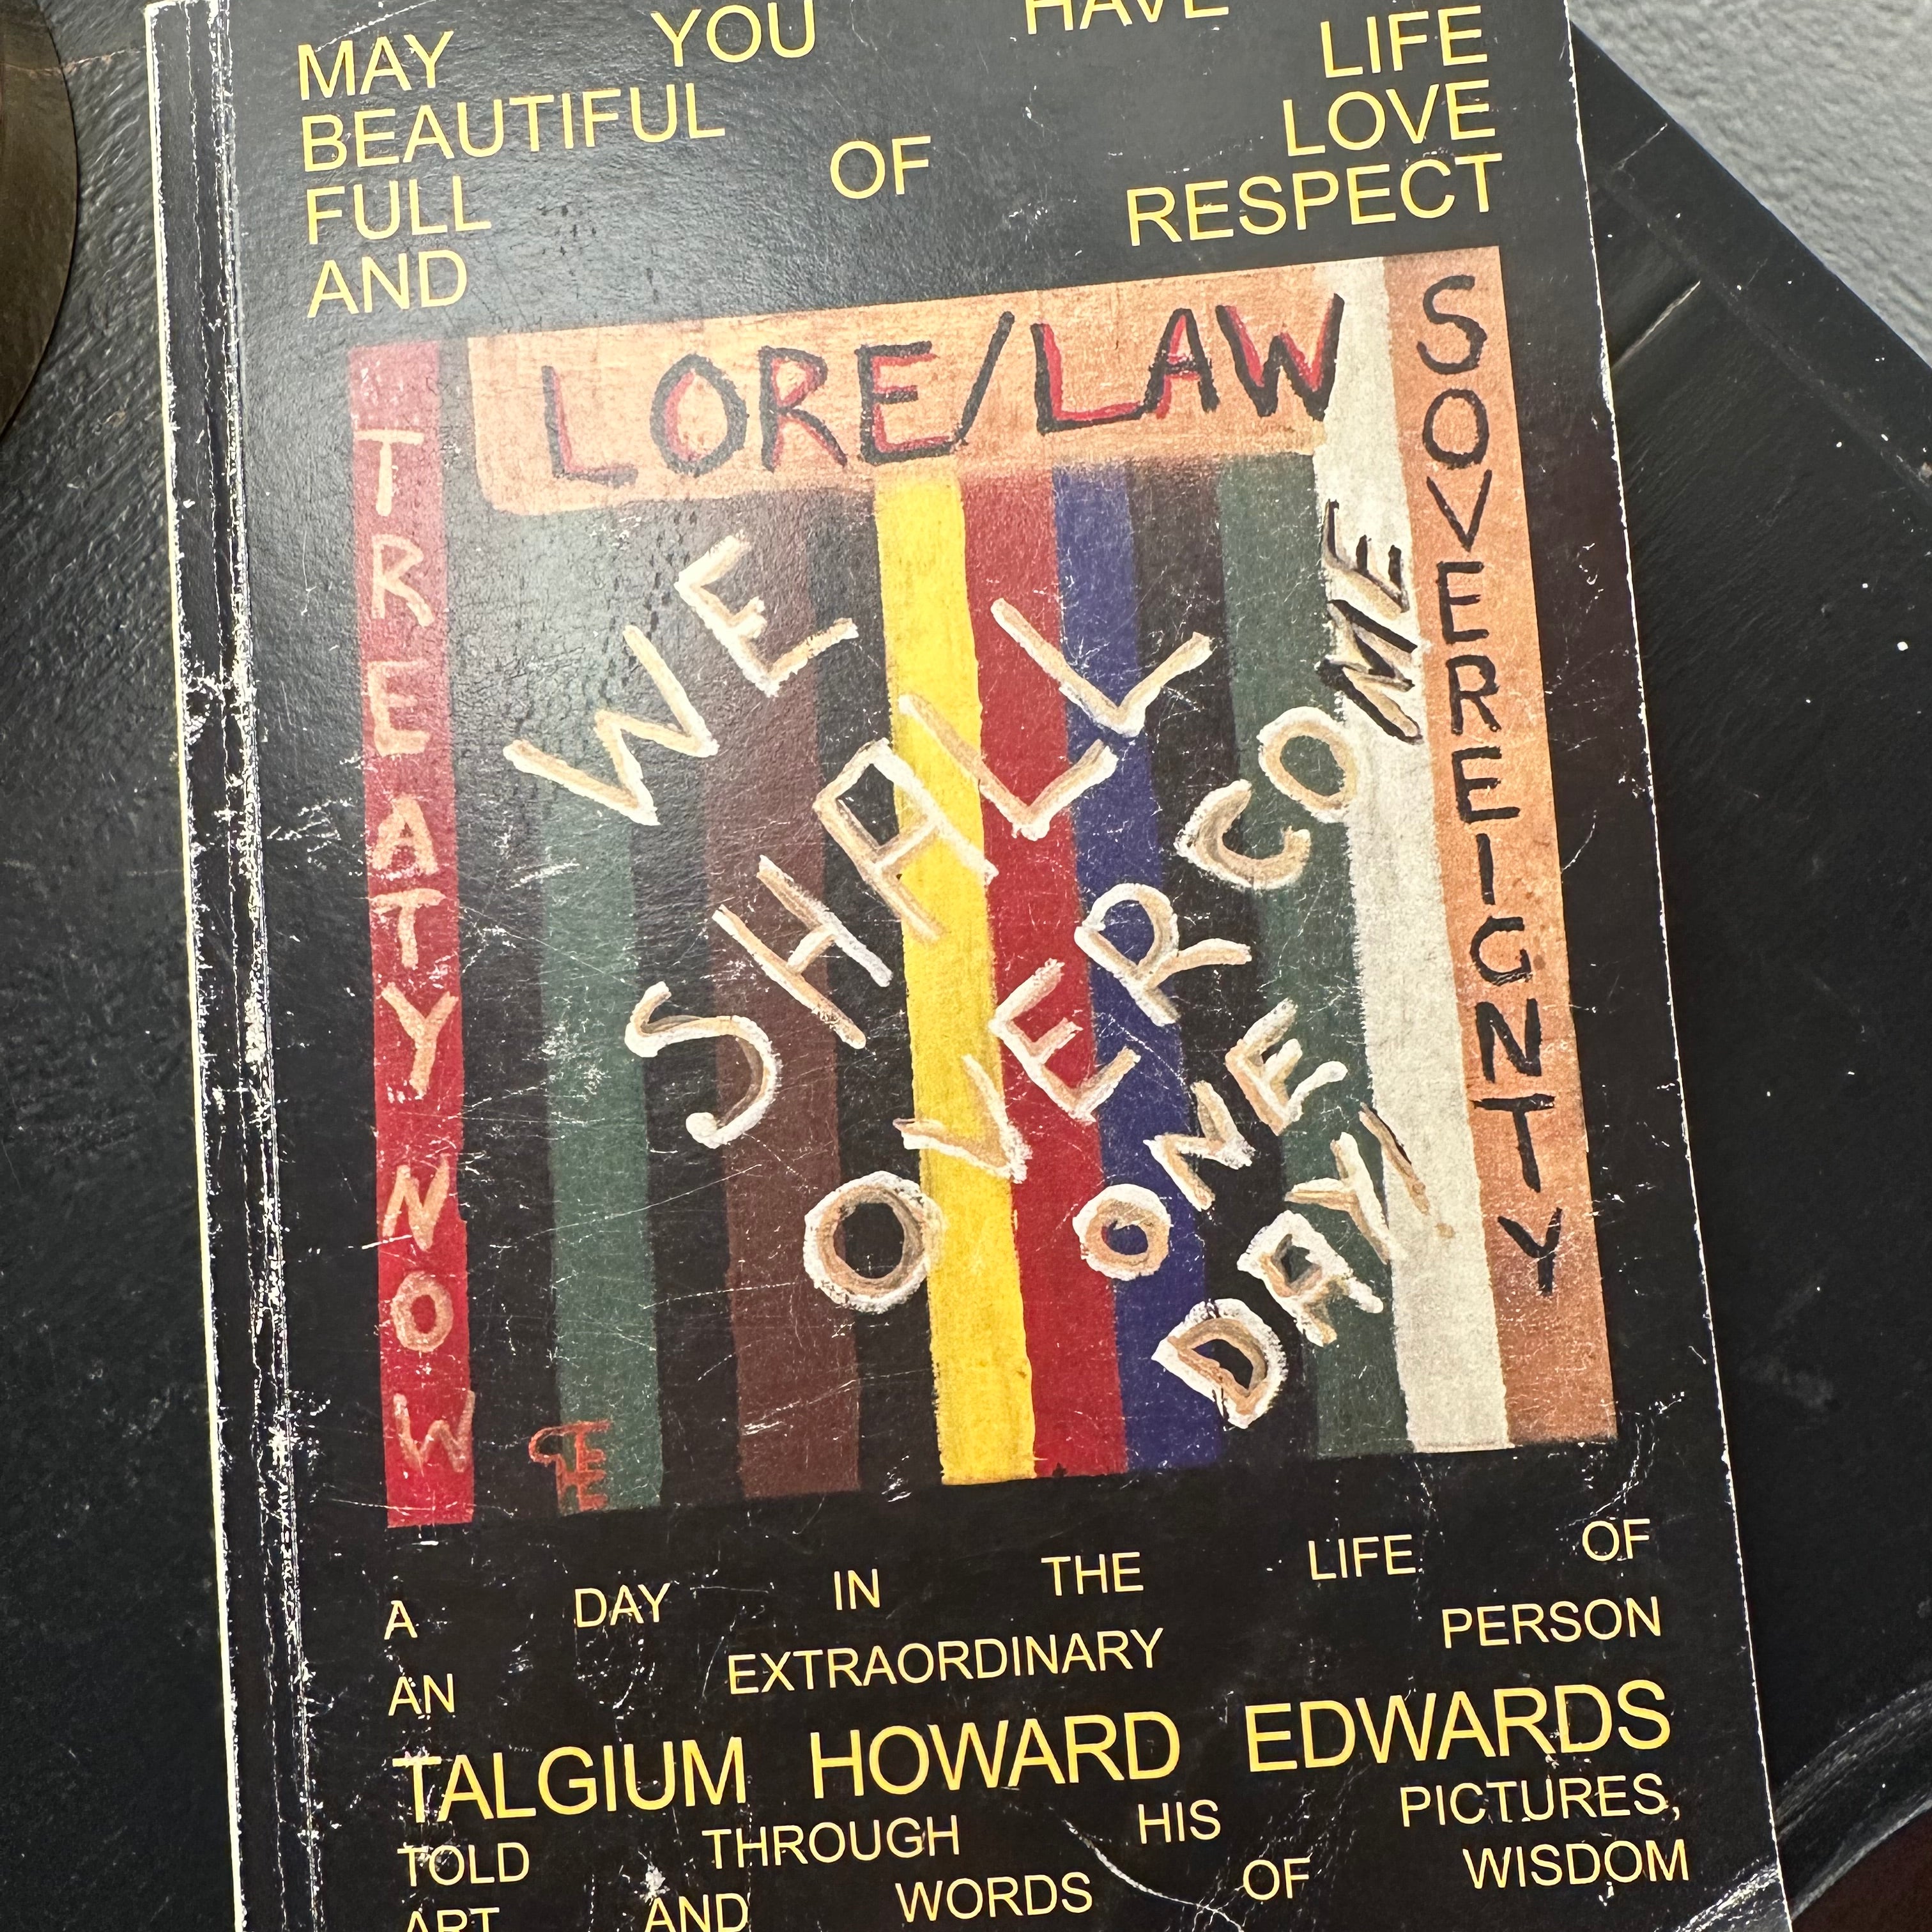 MAY YOU HAVE
BEAUTIFUL LIFE
FULL OF LOVE
AND RESPECT
LORE/LAW
TREATY NOW
WE
SHALL
OVERCOME
ONE
DAY!
SOVEREIGNTY
A DAY IN THE LIFE OF
AN EXTRAORDINARY PERSON
TALGIUM HOWARD EDWARDS
TOLD THROUGH HIS PICTURES,
ART AND WORDS OF WISDOM